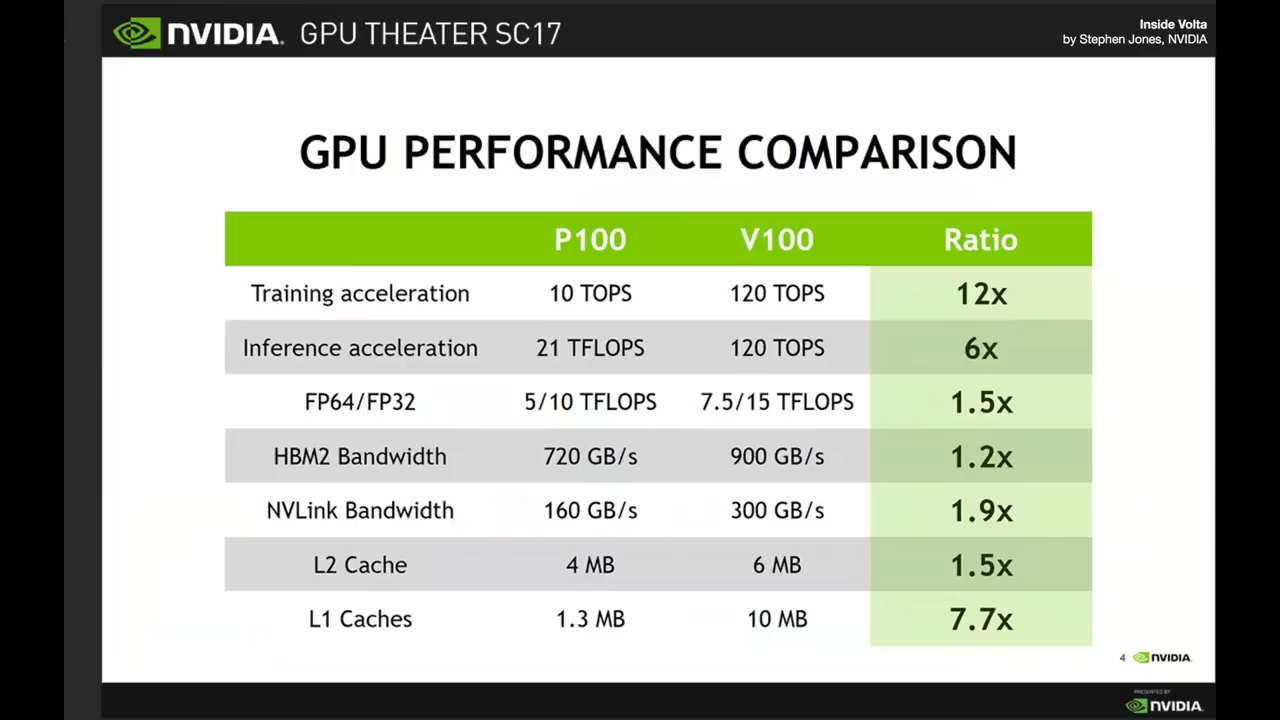 NVIDIA. GPU THEATER SC17
Inside Volta
by Stephen Jones, NVIDIA
GPU PERFORMANCE COMPARISON
P100 V100 Ratio
Training acceleration 10 TOPS 120 TOPS 12x
Inference acceleration 21 TFLOPS 120 TOPS 6x
FP64/FP32 5/10 TFLOPS 7.5/15 TFLOPS 1.5x
HBM2 Bandwidth 720 GB/s 900 GB/s 1.2x
NVLink Bandwidth 160 GB/s 300 GB/s 1.9x
L2 Cache 4 MB 6 MB 1.5x
L1 Caches 1.3 MB 10 MB 7.7x
4 NVIDIA.
PRESENTED BY
NVIDIA.